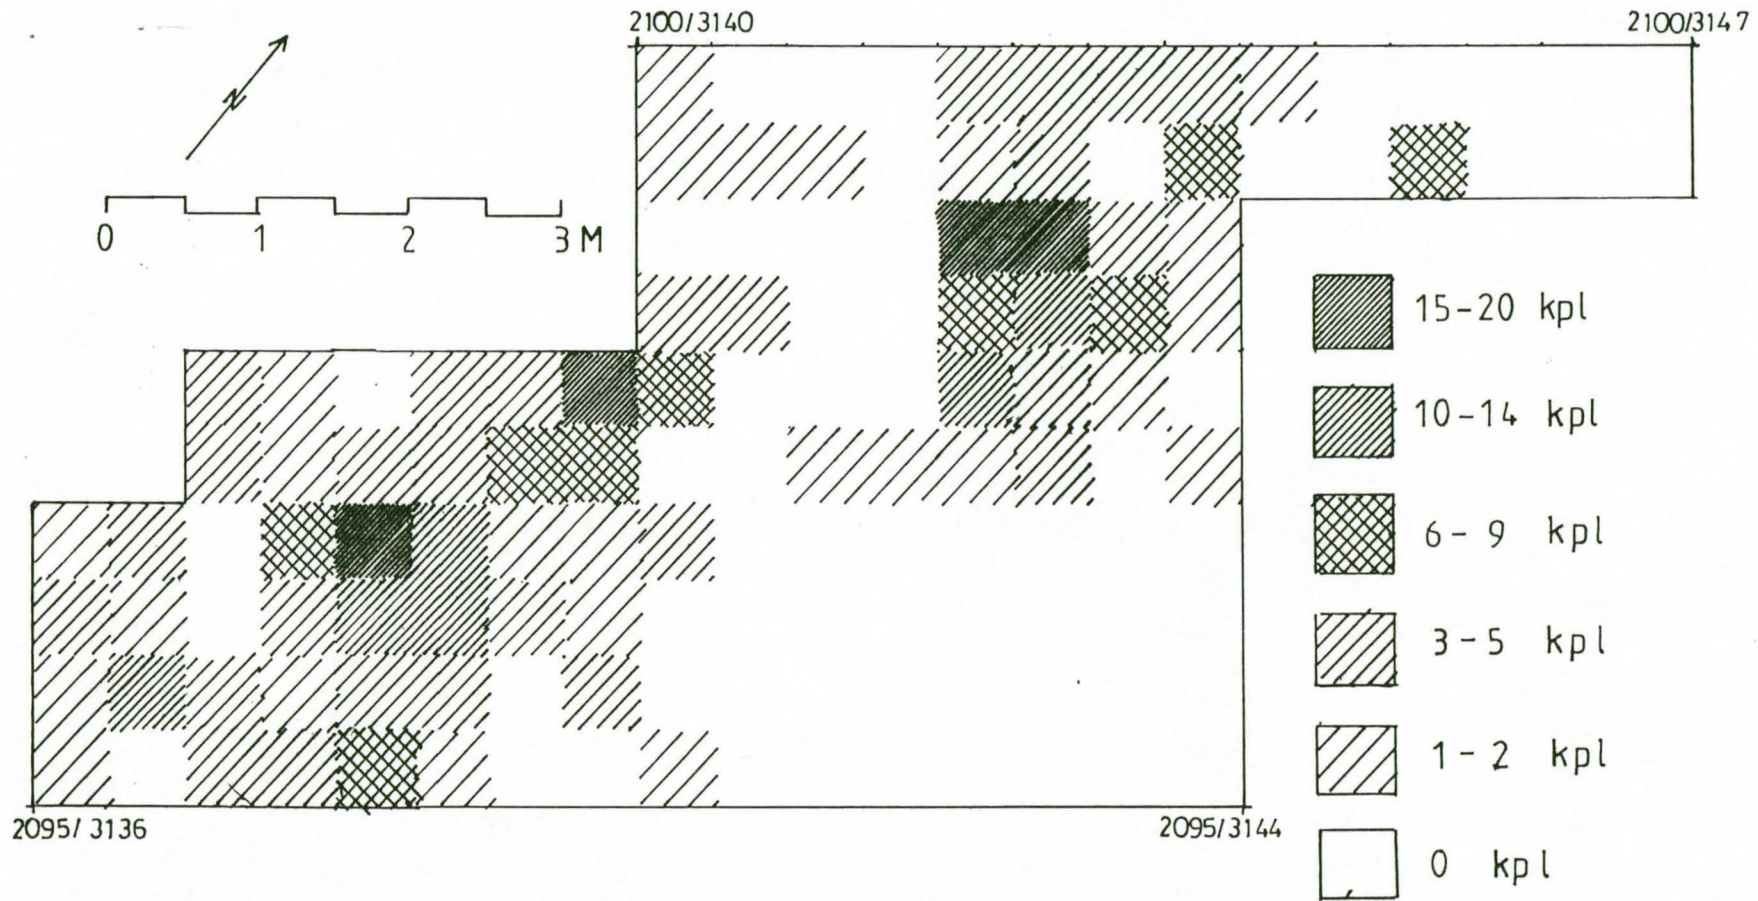 2100/3140 2100/3147
N
0 1 2 3 M
15-20 kpl
10-14 kpl
6-9 kpl
3-5 kpl
1-2 kpl
0 kpl
2095/3136 2095/3144